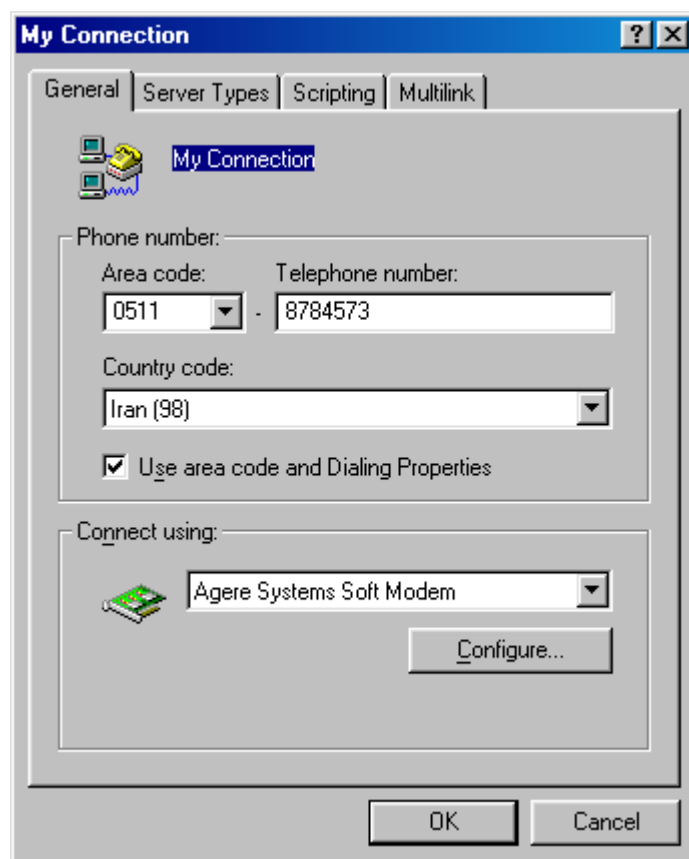 My Connection
General Server Types Scripting Multilink
My Connection
Phone number:
Area code: Telephone number:
0511 - 8784573
Country code:
Iran (98)
Use area code and Dialing Properties
Connect using:
Agere Systems Soft Modem
Configure...
OK Cancel